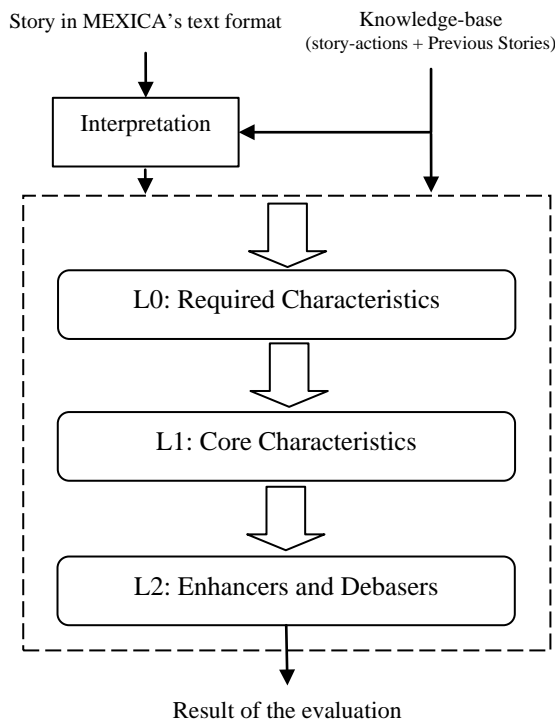 Story in MEXICA's text format
Knowledge-base
(story-actions + Previous Stories)
Interpretation
L0: Required Characteristics
L1: Core Characteristics
L2: Enhancers and Debasers
Result of the evaluation